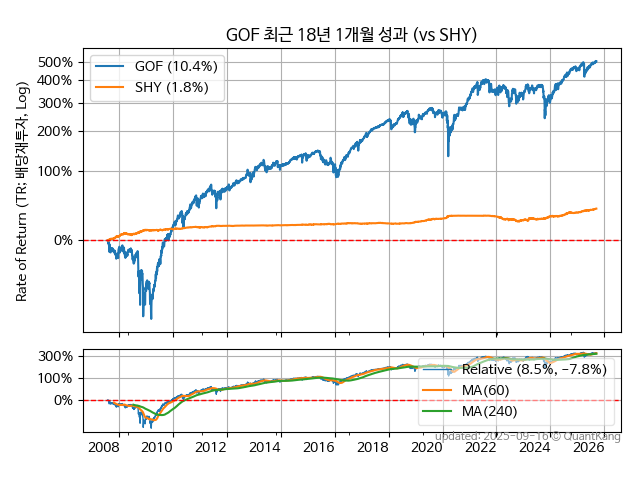 GOF 최근 18년 1개월 성과 (vs SHY)
Rate of Return (TR; 배당재투자, Log)
500%
400%
300%
200%
100%
0%
GOF (10.4%)
SHY (1.8%)
300%
100%
0%
Relative (8.5%, −7.8%)
MA(60)
MA(240)
2008 2010 2012 2014 2016 2018 2020 2022 2024 2026
updated: 2025-09-16 © QuantKang